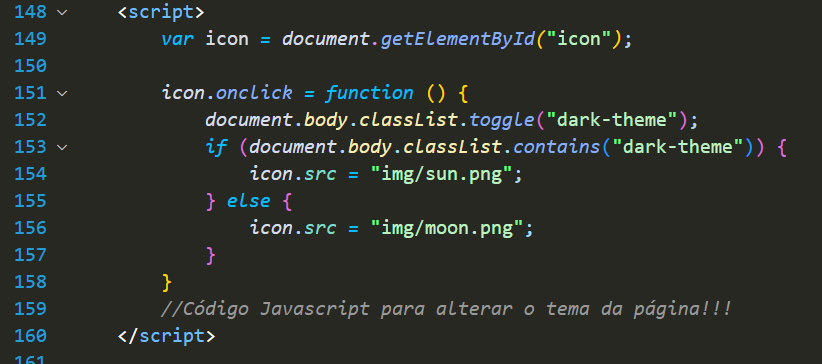 148 <script>
149 var icon = document.getElementById("icon");
150
151 icon.onclick = function () {
152 document.body.classList.toggle("dark-theme");
153 if (document.body.classList.contains("dark-theme")) {
154 icon.src = "img/sun.png";
155 } else {
156 icon.src = "img/moon.png";
157 }
158 }
159 //Código Javascript para alterar o tema da página!!!
160 </script>
161